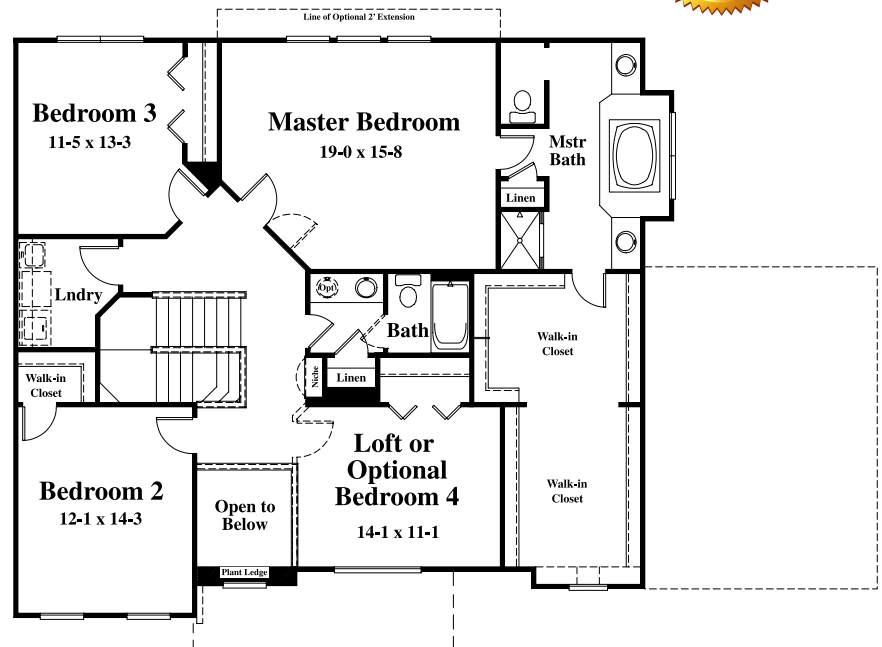 Line of Optional 2' Extension
Bedroom 3
11-5 x 13-3
Master Bedroom
19-0 x 15-8
Mstr
Bath
Linen
Lndry
Opt
Bath
Walk-in
Closet
Walk-in
Closet
Niche
Linen
Loft or
Optional
Bedroom 4
14-1 x 11-1
Bedroom 2
12-1 x 14-3
Open to
Below
Walk-in
Closet
Plant Ledge